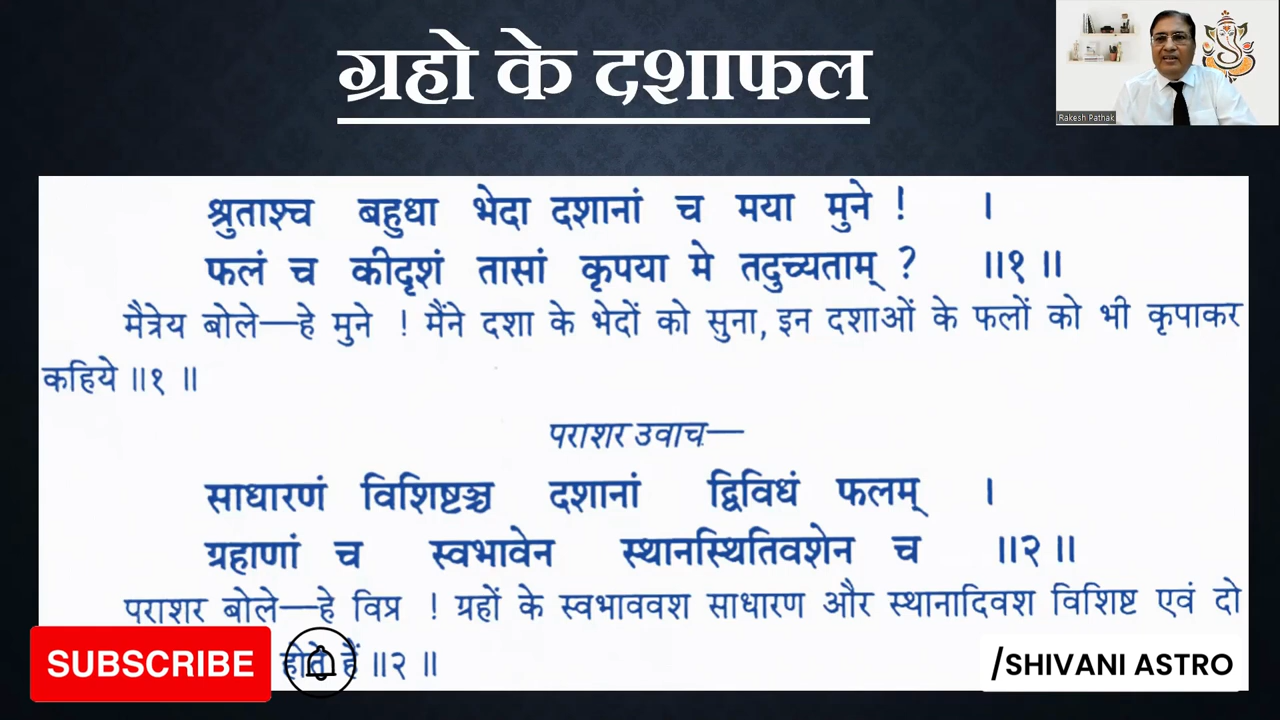 ग्रहो के दशाफल
Rakesh Pathak
श्रुताश्च बहुधा भेदा दशानां च मया मुने ! ।
फलं च कीदृशं तासां कृपया मे तदुच्यताम् ? ॥१॥
मैत्रेय बोले—हे मुने ! मैंने दशा के भेदों को सुना, इन दशाओं के फलों को भी कृपाकर
कहिये ॥१॥
पराशर उवाच—
साधारणं विशिष्टञ्च दशानां द्विविधं फलम् ।
ग्रहाणां च स्वभावेन स्थानस्थितिवशेन च ॥२॥
पराशर बोले—हे विप्र ! ग्रहों के स्वभाववश साधारण और स्थानादिवश विशिष्ट एवं दो
होते हैं ॥२॥
SUBSCRIBE
/SHIVANI ASTRO